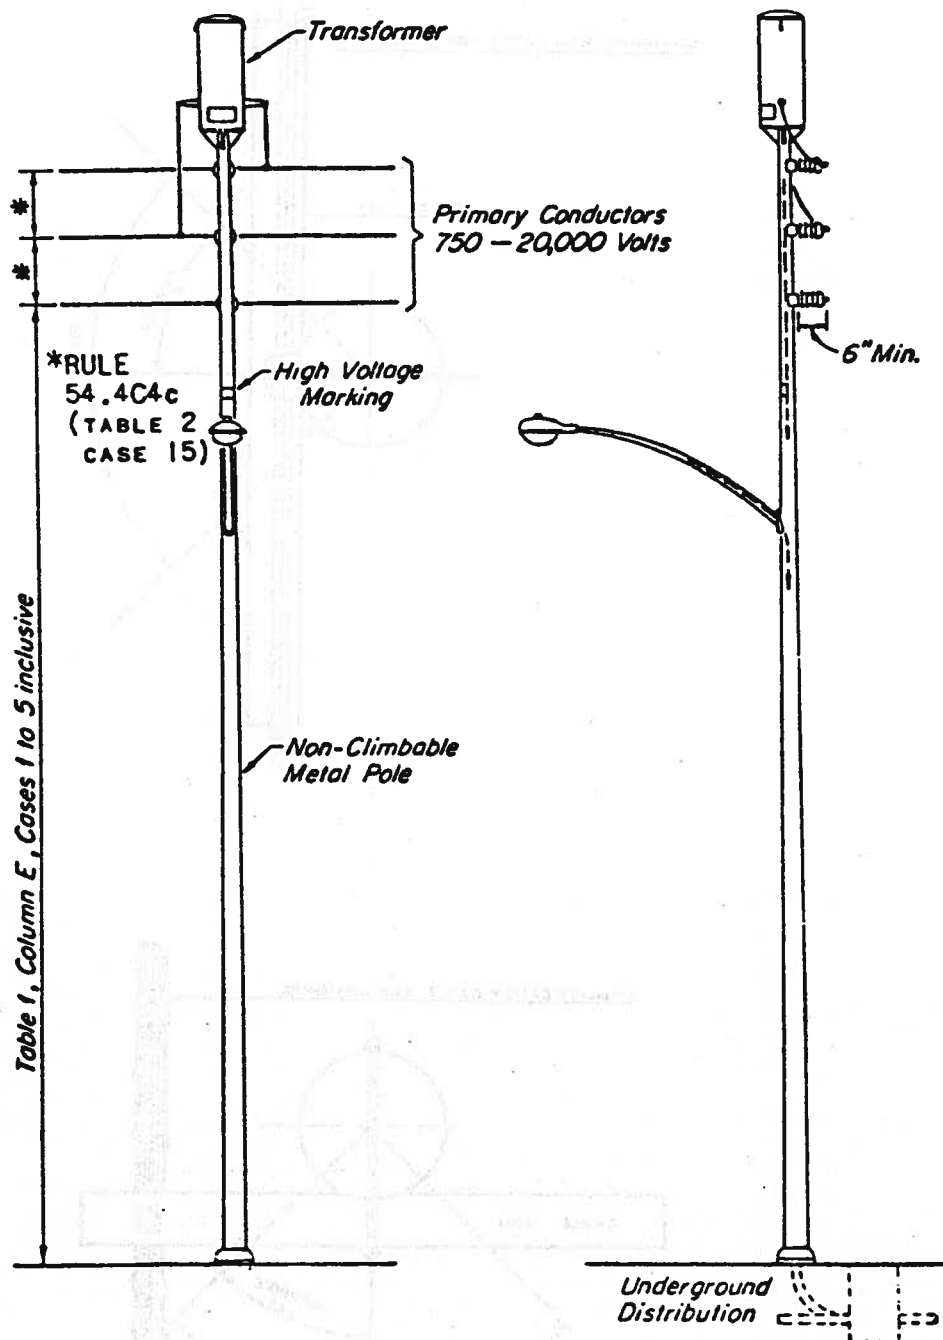 Transformer
*
*
Primary Conductors
750 – 20,000 Volts
6" Min.
*RULE
54.4C4c
(TABLE 2
CASE 15)
High Voltage
Marking
Table 1, Column E, Cases 1 to 5 inclusive
Non-Climbable
Metal Pole
Underground
Distribution